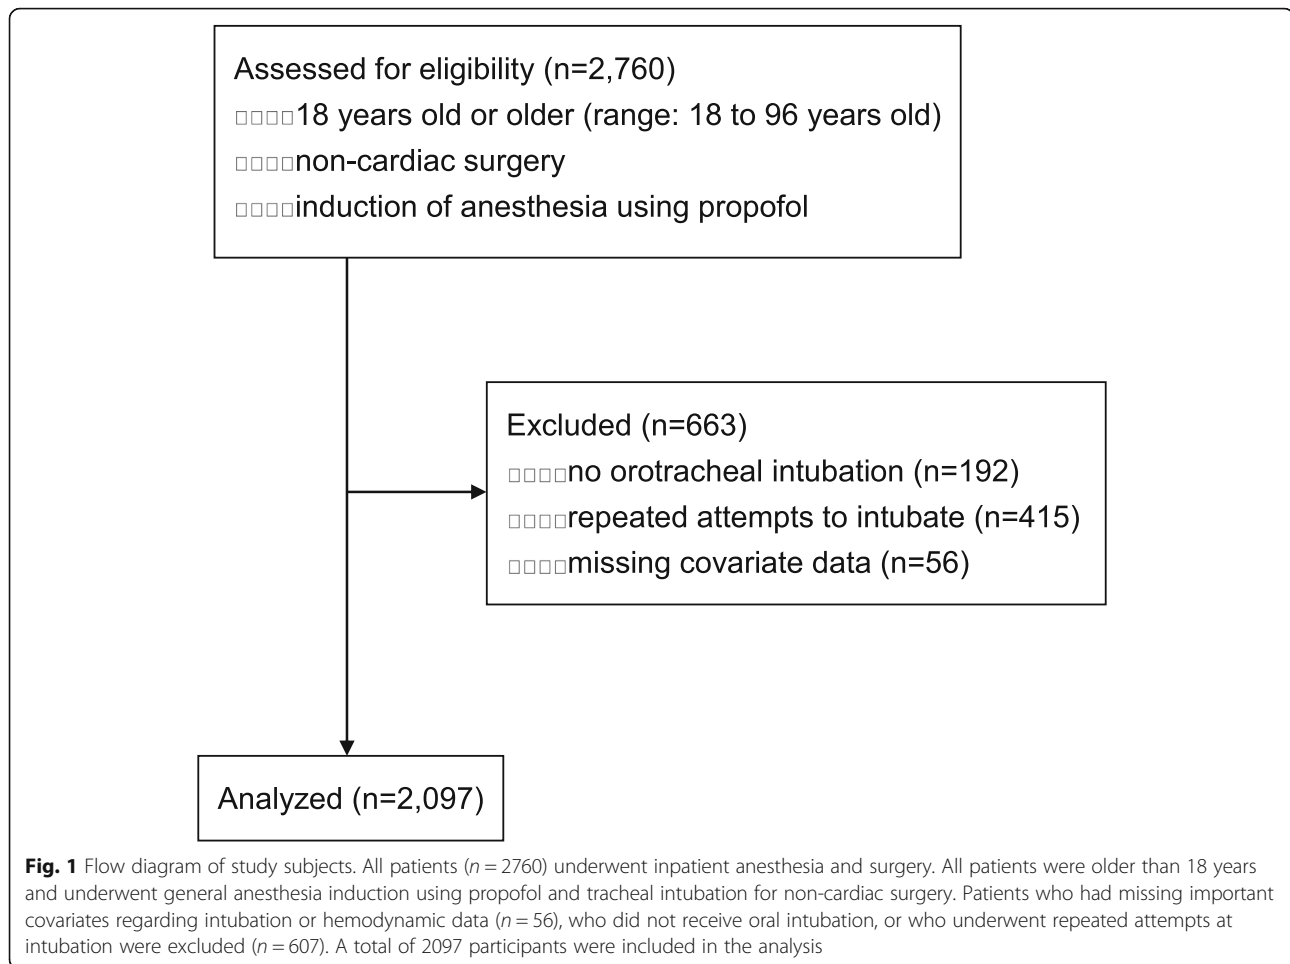 Assessed for eligibility (n=2,760)
□□□□18 years old or older (range: 18 to 96 years old)
□□□□non-cardiac surgery
□□□□induction of anesthesia using propofol
Excluded (n=663)
□□□□no orotracheal intubation (n=192)
□□□□repeated attempts to intubate (n=415)
□□□□missing covariate data (n=56)
Analyzed (n=2,097)
Fig. 1 Flow diagram of study subjects. All patients (n = 2760) underwent inpatient anesthesia and surgery. All patients were older than 18 years
and underwent general anesthesia induction using propofol and tracheal intubation for non-cardiac surgery. Patients who had missing important
covariates regarding intubation or hemodynamic data (n = 56), who did not receive oral intubation, or who underwent repeated attempts at
intubation were excluded (n = 607). A total of 2097 participants were included in the analysis